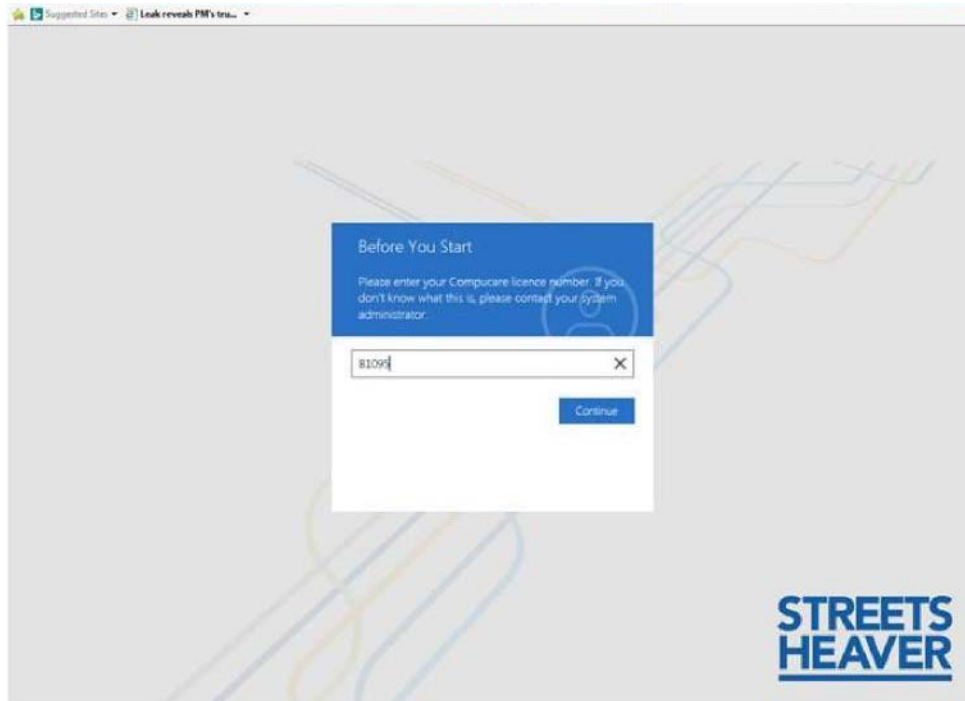 Suggested Sites Leak reveals PM's tru...
Before You Start
Please enter your Compucare licence number. If you
don't know what this is, please contact your system
administrator.
81095
Continue
STREETS
HEAVER